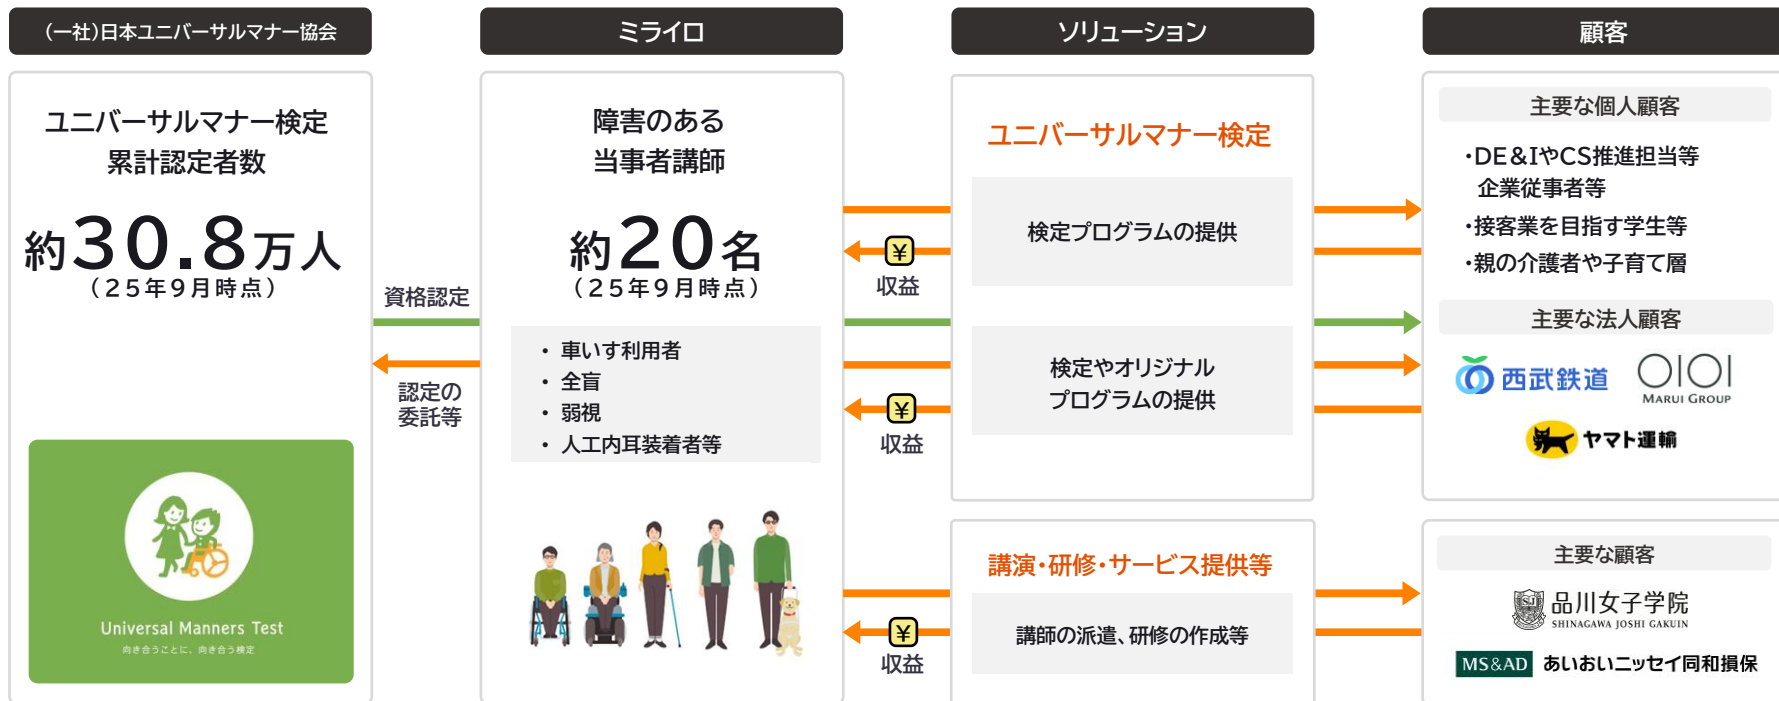 (一社)日本ユニバーサルマナー協会
ミライロ
ソリューション
顧客
ユニバーサルマナー検定
累計認定者数
約30.8万人
(25年9月時点)
Universal Manners Test
向き合うことに、向き合う検定
資格認定
認定の
委託等
障害のある
当事者講師
約20名
(25年9月時点)
・ 車いす利用者
・ 全盲
・ 弱視
・ 人工内耳装着者等
¥
収益
¥
収益
¥
収益
ユニバーサルマナー検定
検定プログラムの提供
検定やオリジナル
プログラムの提供
講演・研修・サービス提供等
講師の派遣、研修の作成等
主要な個人顧客
・DE&IやCS推進担当等
企業従事者等
・接客業を目指す学生等
・親の介護者や子育て層
主要な法人顧客
西武鉄道
OIOI
MARUI GROUP
ヤマト運輸
主要な顧客
品川女子学院
SHINAGAWA JOSHI GAKUIN
MS&AD あいおいニッセイ同和損保